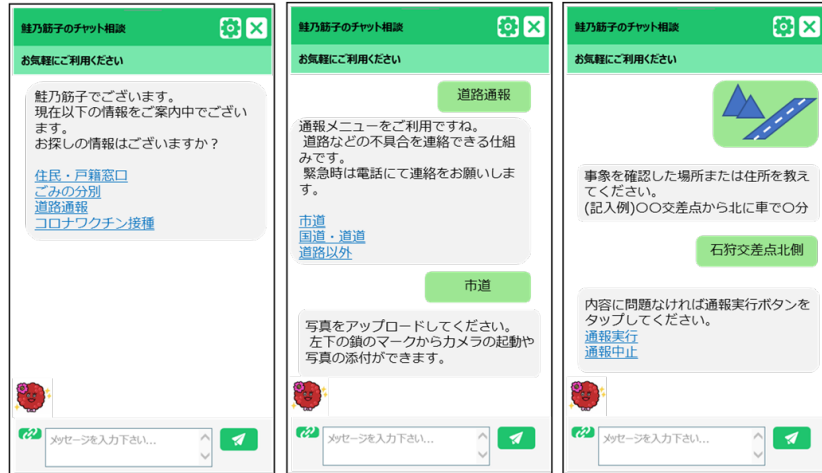 鮭乃筋子のチャット相談
お気軽にご利用ください
鮭乃筋子でございます。
現在以下の情報をご案内中でござい
ます。
お探しの情報はございますか？
住民・戸籍窓口
ごみの分別
道路通報
コロナワクチン接種
メッセージを入力下さい...
鮭乃筋子のチャット相談
お気軽にご利用ください
道路通報
通報メニューをご利用ですね。
道路などの不具合を連絡できる仕組
みです。
緊急時は電話にて連絡をお願いしま
す。
市道
国道・道道
道路以外
市道
写真をアップロードしてください。
左下の鎖のマークからカメラの起動や
写真の添付ができます。
メッセージを入力下さい...
鮭乃筋子のチャット相談
お気軽にご利用ください
事象を確認した場所または住所を教え
てください。
(記入例)〇〇交差点から北に車で〇分
石狩交差点北側
内容に問題なければ通報実行ボタンを
タップしてください。
通報実行
通報中止
メッセージを入力下さい...